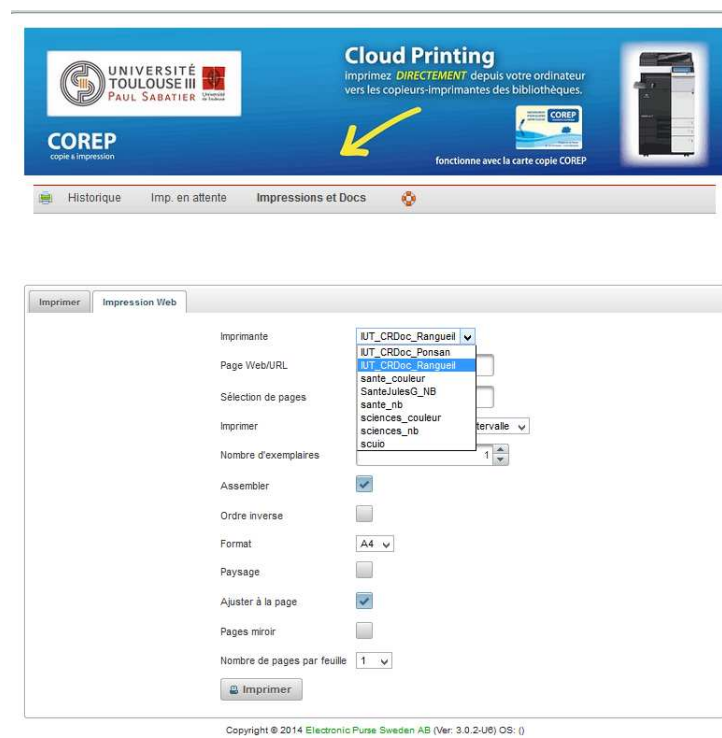 UNIVERSITÉ
TOULOUSE III
PAUL SABATIER
Cloud Printing
imprimez DIRECTEMENT depuis votre ordinateur
vers les copieurs-imprimantes des bibliothèques.
COREP
COREP
copie & impression
fonctionne avec la carte copie COREP
Historique Imp. en attente Impressions et Docs
Imprimer Impression Web
Imprimante IUT_CRDoc_Rangueil
IUT_CRDoc_Ponsan
Page Web/URL IUT_CRDoc_Rangueil
sante_couleur
SanteJulesG_NB
Sélection de pages
sante_nb
sciences_couleur
Imprimer tervalle
sciences_nb
scuio
Nombre d'exemplaires 1
Assembler
Ordre inverse
Format A4
Paysage
Ajuster à la page
Pages miroir
Nombre de pages par feuille 1
Imprimer
Copyright © 2014 Electronic Purse Sweden AB (Ver: 3.0.2-U6) OS: ()